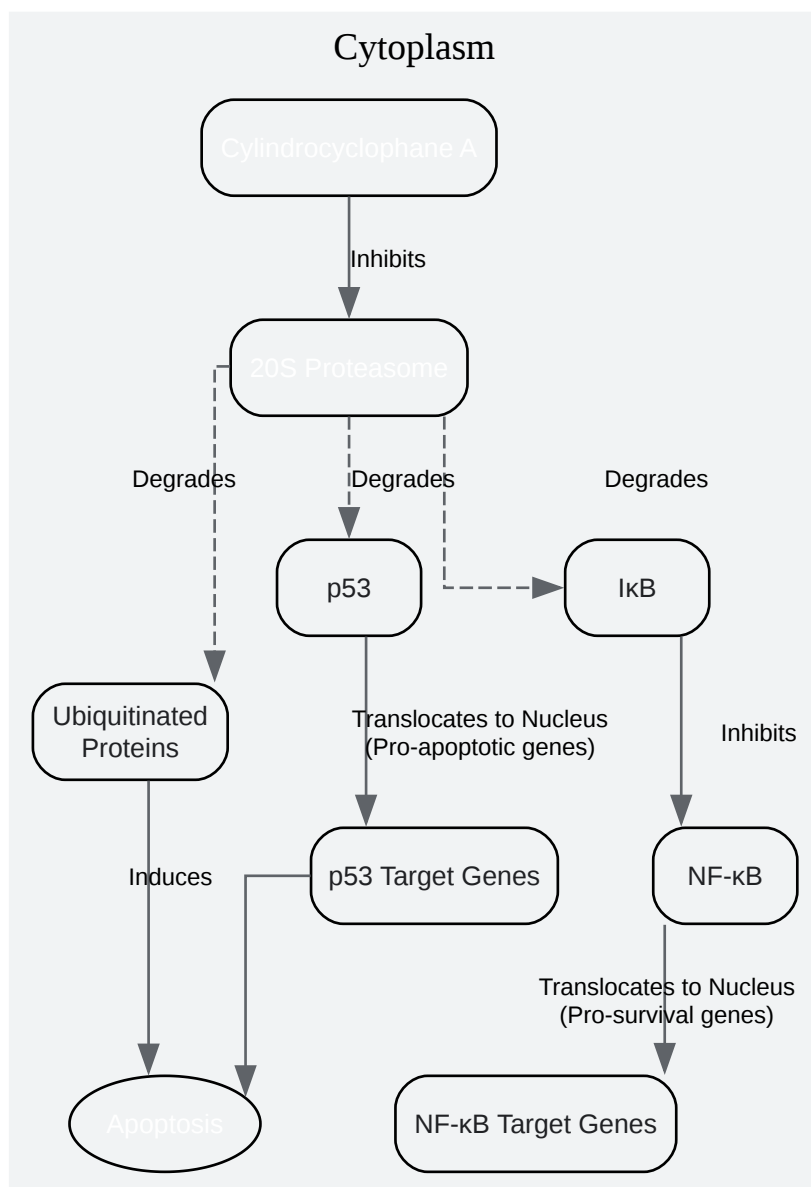 Cytoplasm
Cylindrocyclophane A
Inhibits
20S Proteasome
Degrades
Degrades
Degrades
p53
IκB
Ubiquitinated
Proteins
Translocates to Nucleus
(Pro-apoptotic genes)
Inhibits
Induces
p53 Target Genes
NF-κB
Translocates to Nucleus
(Pro-survival genes)
Apoptosis
NF-κB Target Genes